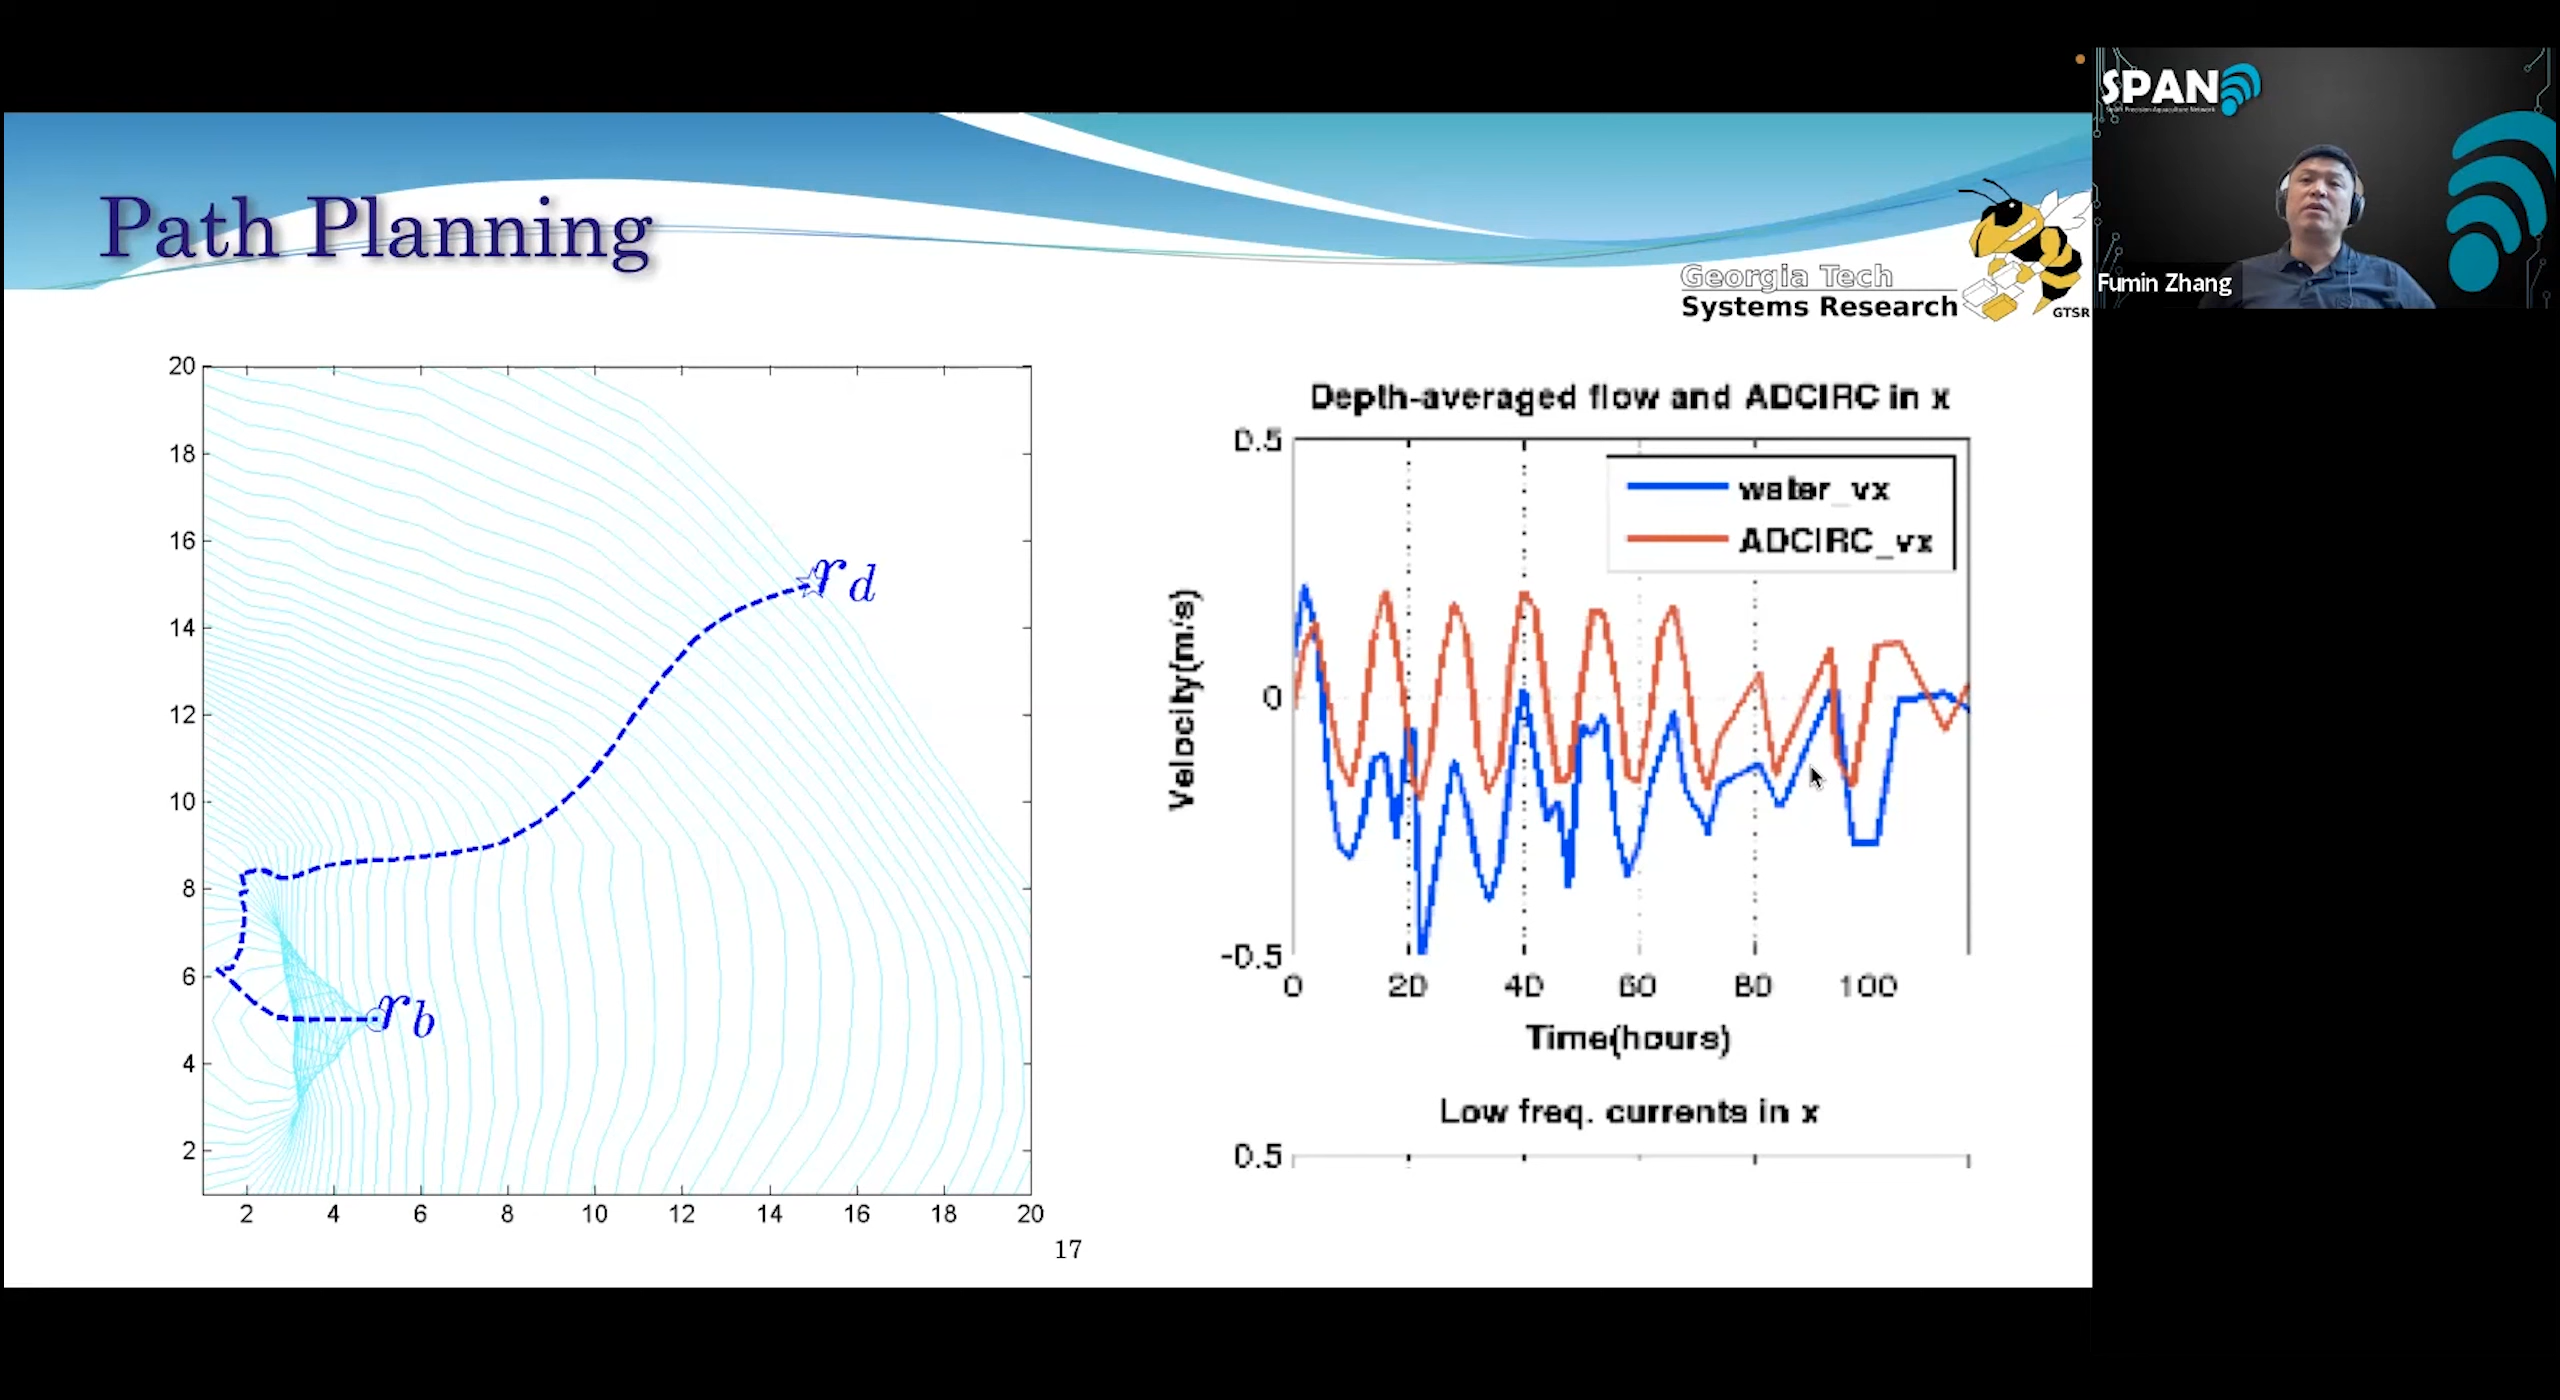 Path Planning
Georgia Tech
Systems Research
GTSR
SPAN
Fumin Zhang
20
18
16
14
12
10
8
6
4
2
2 4 6 8 10 12 14 16 18 20
r_d
r_b
17
Depth-averaged flow and ADCIRC in x
0.5
0
-0.5
water_vx
ADCIRC_vx
Velocity(m/s)
0 20 40 60 80 100
Time(hours)
Low freq. currents in x
0.5